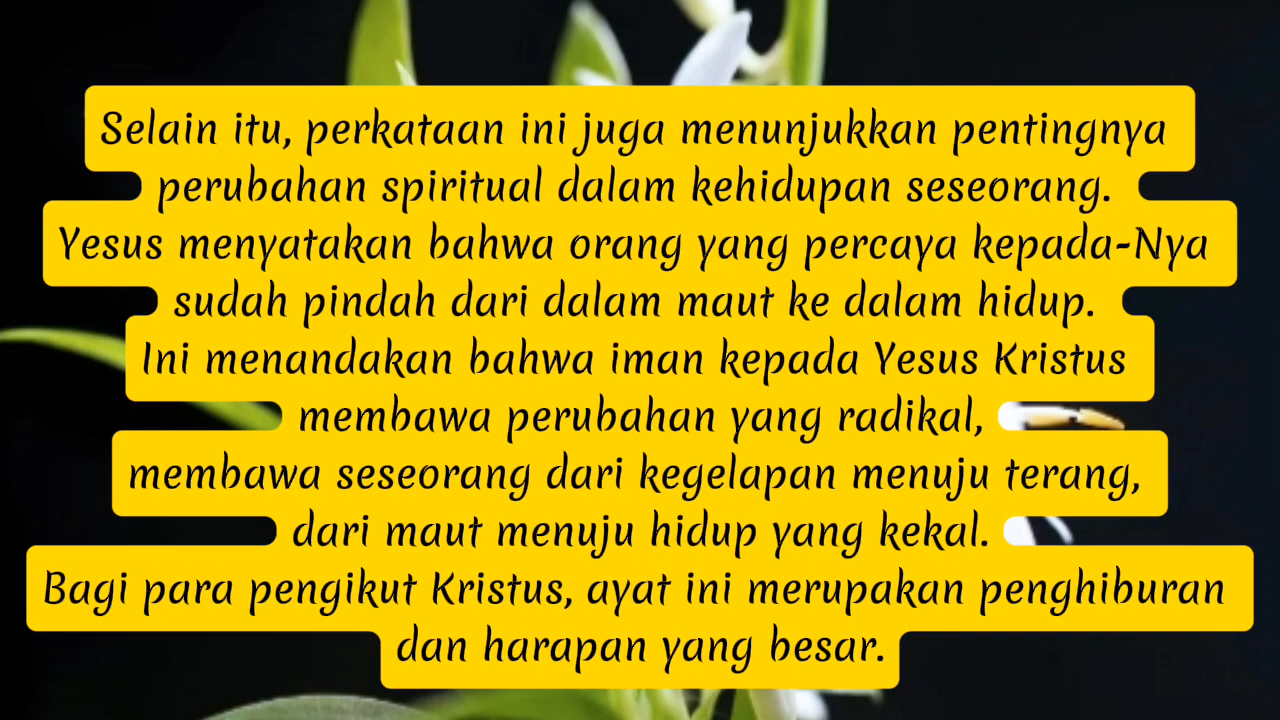 Selain itu, perkataan ini juga menunjukkan pentingnya
perubahan spiritual dalam kehidupan seseorang.
Yesus menyatakan bahwa orang yang percaya kepada-Nya
sudah pindah dari dalam maut ke dalam hidup.
Ini menandakan bahwa iman kepada Yesus Kristus
membawa perubahan yang radikal,
membawa seseorang dari kegelapan menuju terang,
dari maut menuju hidup yang kekal.
Bagi para pengikut Kristus, ayat ini merupakan penghiburan
dan harapan yang besar.